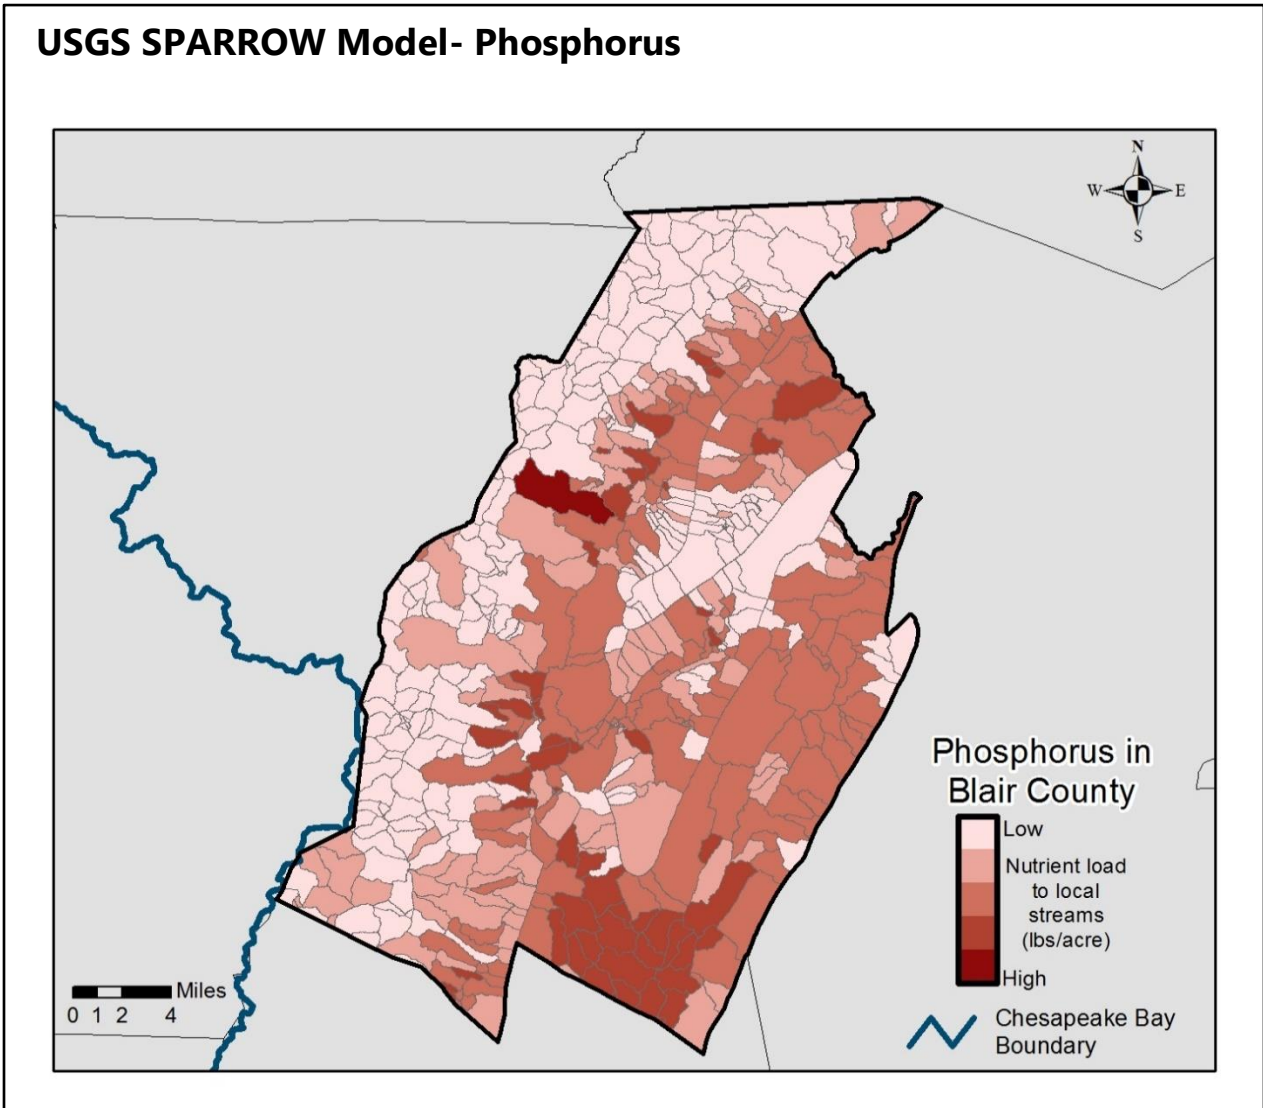 USGS SPARROW Model- Phosphorus
N
W E
S
Phosphorus in
Blair County
Low
Nutrient load
to local
streams
(lbs/acre)
High
Miles
0 1 2 4
Chesapeake Bay
Boundary